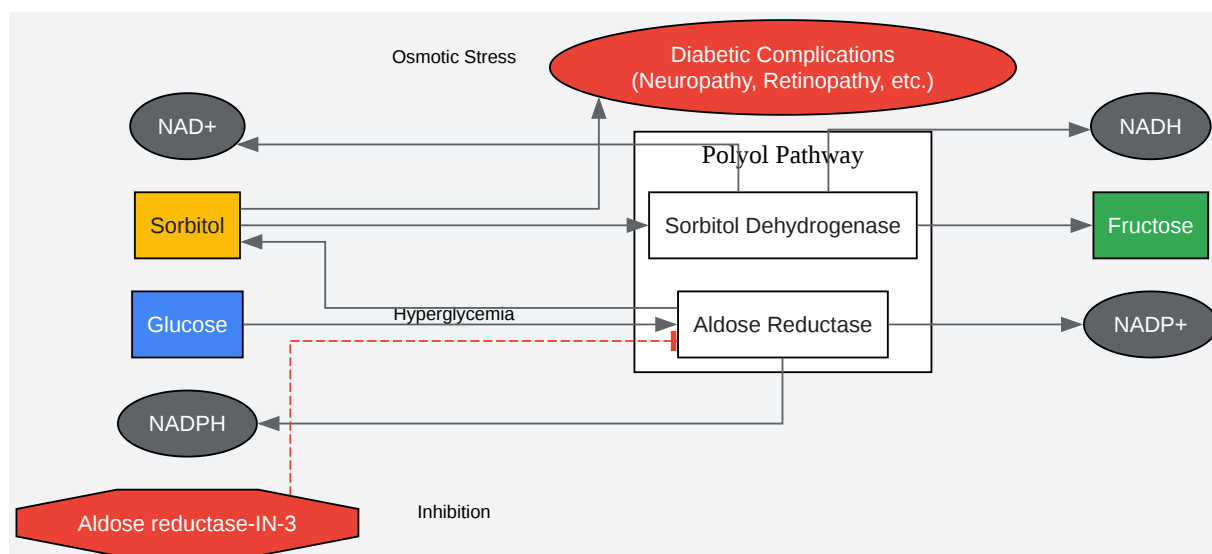 Osmotic Stress
Diabetic Complications
(Neuropathy, Retinopathy, etc.)
NAD+
NADH
Polyol Pathway
Sorbitol
Sorbitol Dehydrogenase
Fructose
Glucose
Hyperglycemia
Aldose Reductase
NADP+
NADPH
Aldose reductase-IN-3
Inhibition